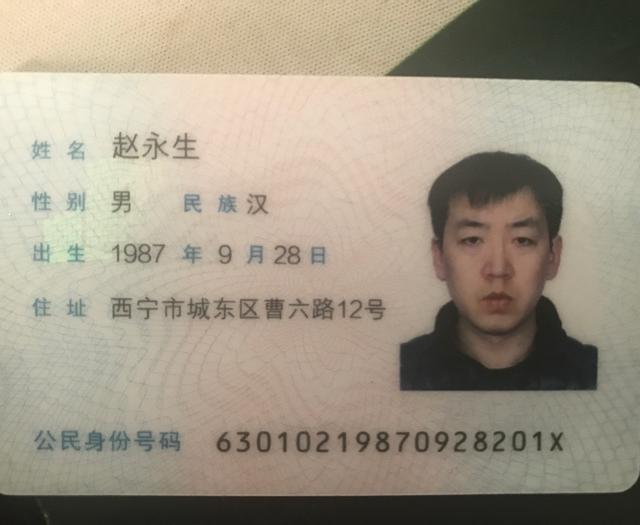 姓名 赵永生
性别 男 民族 汉
出生 1987 年 9 月 28 日
住址 西宁市城东区曹六路12号
公民身份号码 63010219870928201X